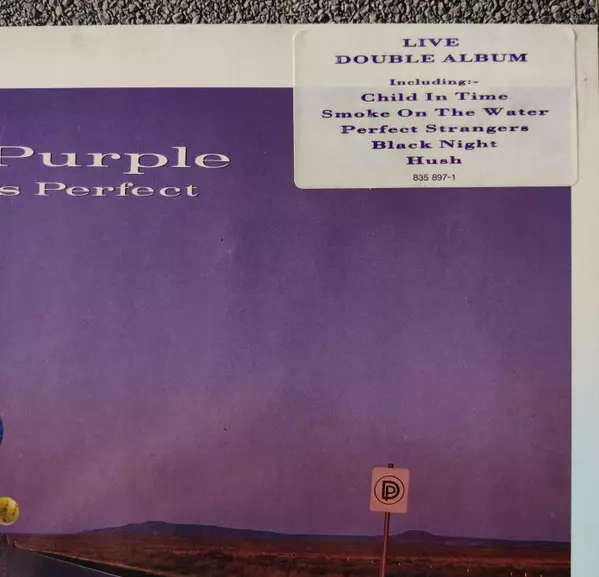 LIVE
DOUBLE ALBUM
Including:-
Child In Time
Smoke On The Water
Perfect Strangers
Black Night
Hush
835 897-1
Purple
s Perfect
DP